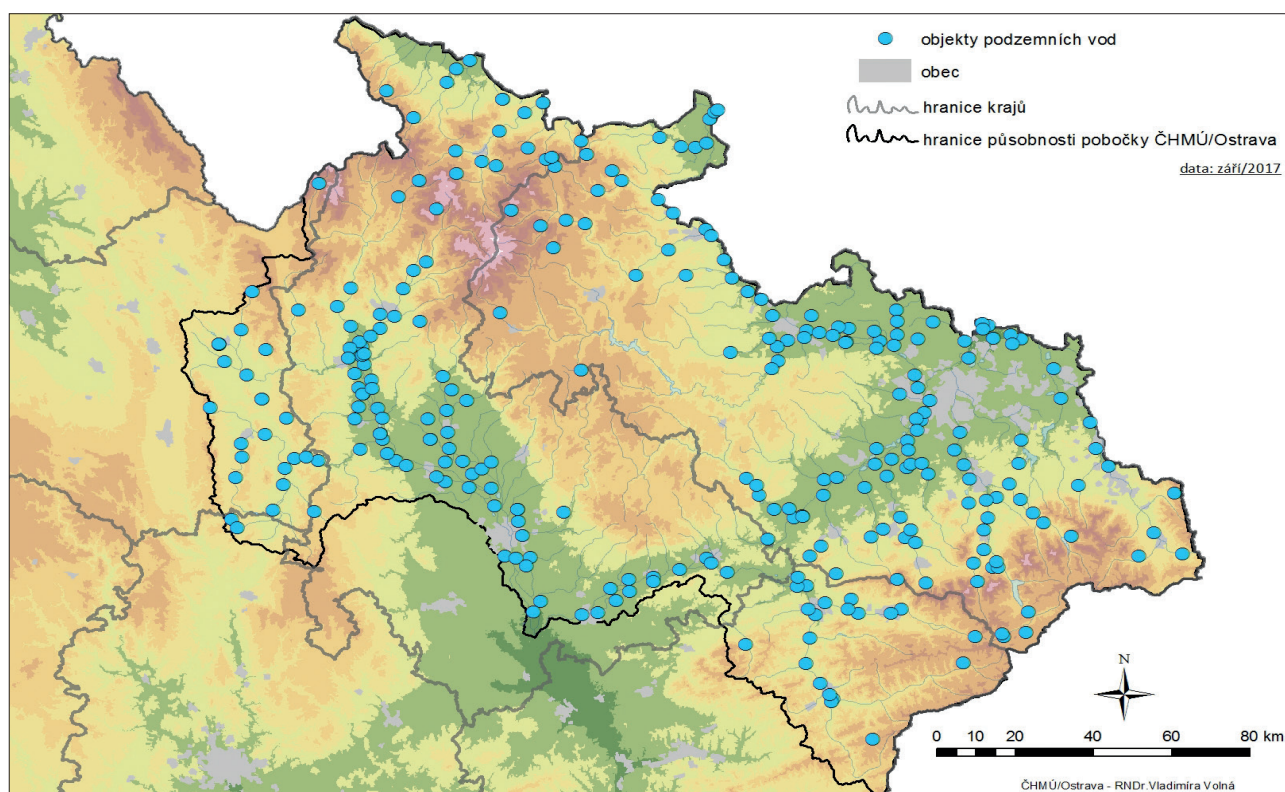 objekty podzemních vod
obec
hranice krajů
hranice působnosti pobočky ČHMÚ/Ostrava
data: září/2017
N
0 10 20 40 60 80 km
ČHMÚ/Ostrava - RNDr.Vladimíra Volná